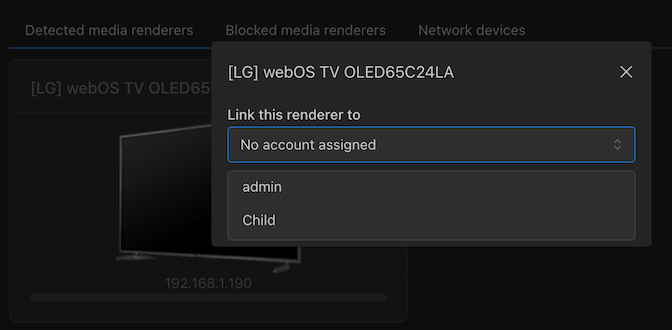 Detected media renderers
Blocked media renderers
Network devices
[LG] webOS TV OLED65
[LG] webOS TV OLED65C24LA
Link this renderer to
No account assigned
admin
Child
192.168.1.190